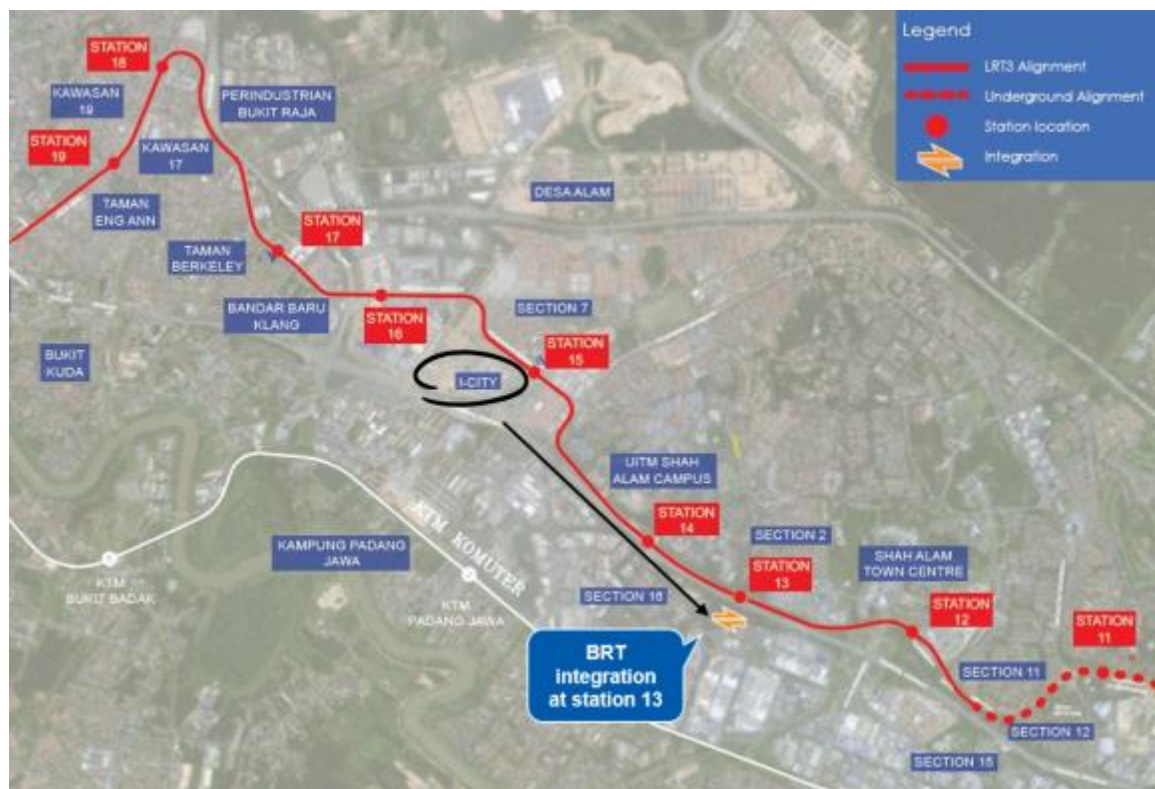 Legend
LRT3 Alignment
Underground Alignment
Station location
Integration
STATION
18
KAWASAN
19
PERINDUSTRIAN
BUKIT RAJA
STATION
19
KAWASAN
17
TAMAN
ENG ANN
DESA ALAM
STATION
17
TAMAN
BERKELEY
BANDAR BARU
KLANG
SECTION 7
STATION
16
STATION
15
BUKIT
KUDA
I-CITY
UITM SHAH
ALAM CAMPUS
STATION
14
KTM KOMUTER
SECTION 2
KAMPUNG PADANG
JAWA
SHAH ALAM
TOWN CENTRE
KTM
BUKIT BADAK
STATION
13
SECTION 16
KTM
PADANG JAWA
STATION
12
STATION
11
BRT
integration
at station 13
SECTION 11
SECTION 12
SECTION 15